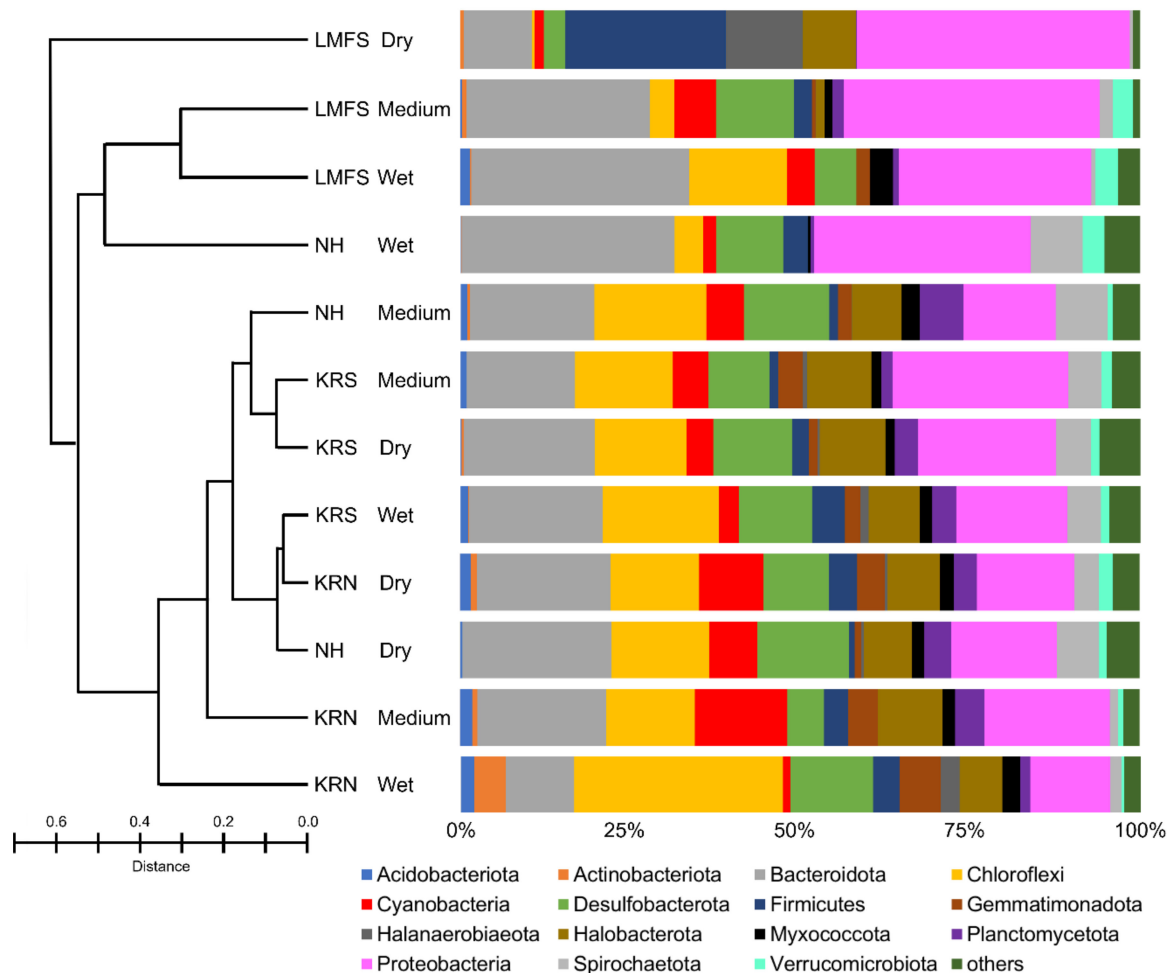 LMFS Dry
LMFS Medium
LMFS Wet
NH Wet
NH Medium
KRS Medium
KRS Dry
KRS Wet
KRN Dry
NH Dry
KRN Medium
KRN Wet
0.6 0.4 0.2 0.0
Distance
0% 25% 50% 75% 100%
Acidobacteriota Actinobacteriota Bacteroidota Chloroflexi
Cyanobacteria Desulfobacterota Firmicutes Gemmatimonadota
Halanaerobiaeota Halobacterota Myxococcota Planctomycetota
Proteobacteria Spirochaetota Verrucomicrobiota others